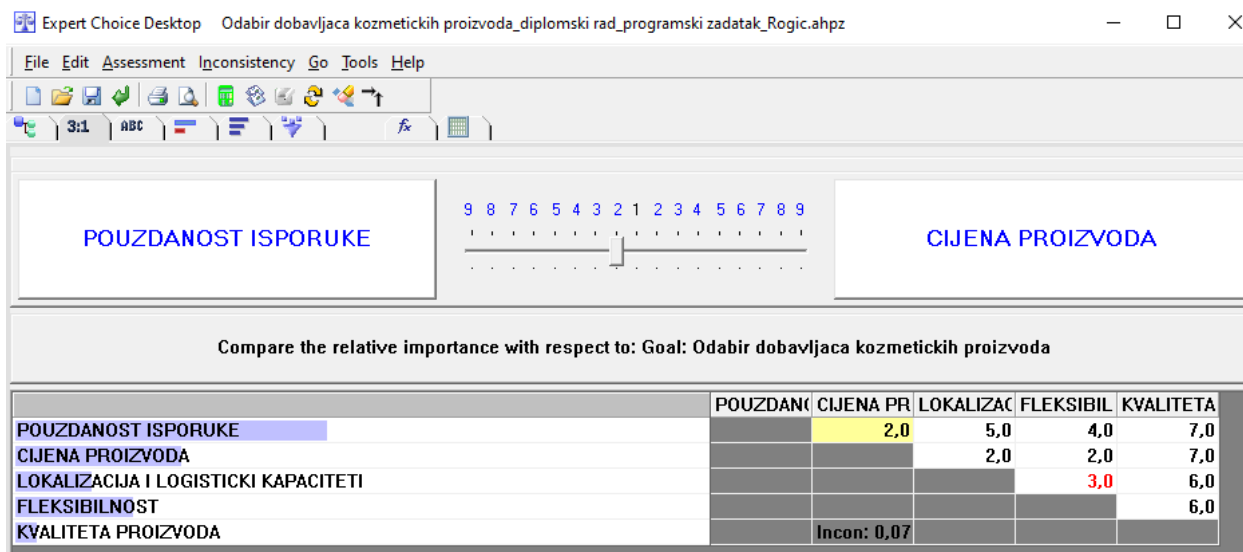 Expert Choice Desktop Odabir dobavljaca kozmetickih proizvoda_diplomski rad_programski zadatak_Rogic.ahpz
File Edit Assessment Inconsistency Go Tools Help
3:1 ABC fx
9 8 7 6 5 4 3 2 1 2 3 4 5 6 7 8 9
POUZDANOST ISPORUKE CIJENA PROIZVODA
Compare the relative importance with respect to: Goal: Odabir dobavljaca kozmetickih proizvoda
POUZDAN( CIJENA PR LOKALIZA( FLEKSIBIL KVALITETA
POUZDANOST ISPORUKE 2,0 5,0 4,0 7,0
CIJENA PROIZVODA 2,0 2,0 7,0
LOKALIZACIJA I LOGISTICKI KAPACITETI 3,0 6,0
FLEKSIBILNOST 6,0
KVALITETA PROIZVODA Incon: 0,07